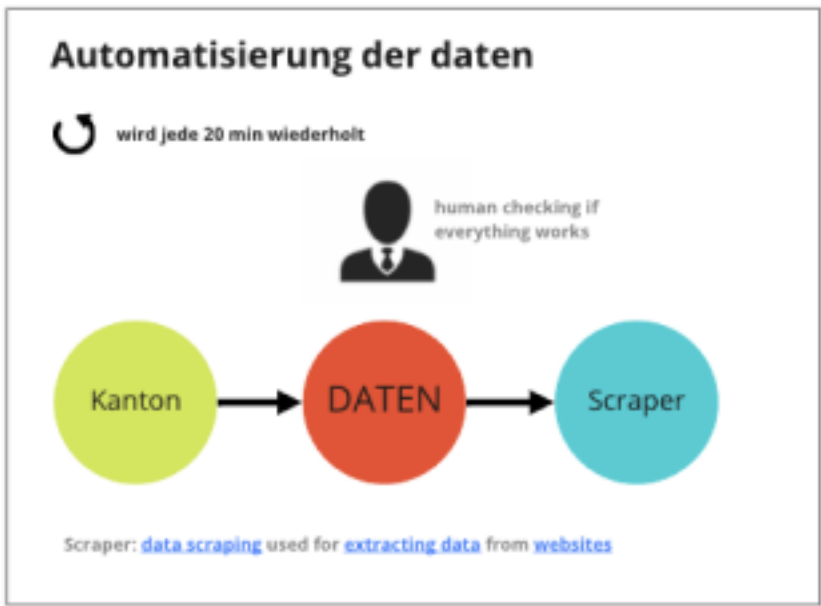 Automatisierung der daten
wird jede 20 min wiederholt
human checking if
everything works
Kanton
DATEN
Scraper
Scraper: data scraping used for extracting data from websites